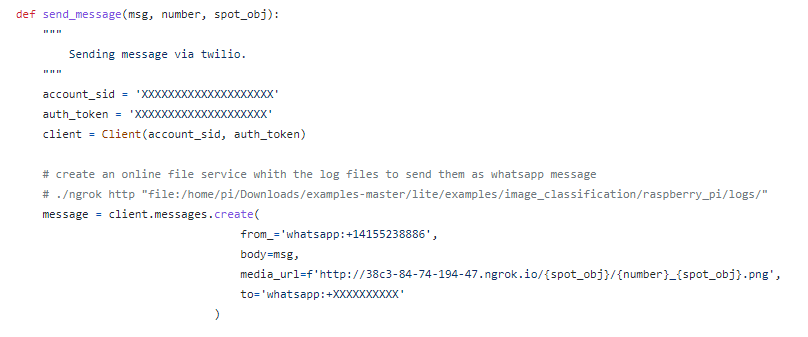 def send_message(msg, number, spot_obj):
"""
Sending message via twilio.
"""
account_sid = 'XXXXXXXXXXXXXXXXXXXX'
auth_token = 'XXXXXXXXXXXXXXXXXXXX'
client = Client(account_sid, auth_token)
# create an online file service whith the log files to send them as whatsapp message
# ./ngrok http "file:/home/pi/Downloads/examples-master/lite/examples/image_classification/raspberry_pi/logs/"
message = client.messages.create(
from_='whatsapp:+14155238886',
body=msg,
media_url=f'http://38c3-84-74-194-47.ngrok.io/{spot_obj}/{number}_{spot_obj}.png',
to='whatsapp:+XXXXXXXXXX'
)